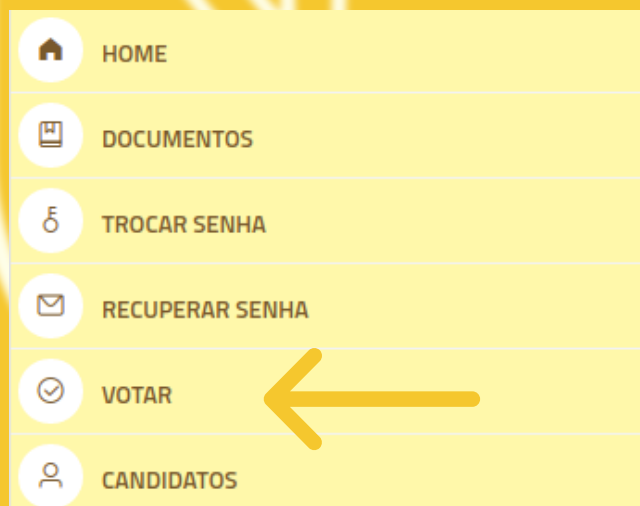 HOME
DOCUMENTOS
TROCAR SENHA
RECUPERAR SENHA
VOTAR
CANDIDATOS